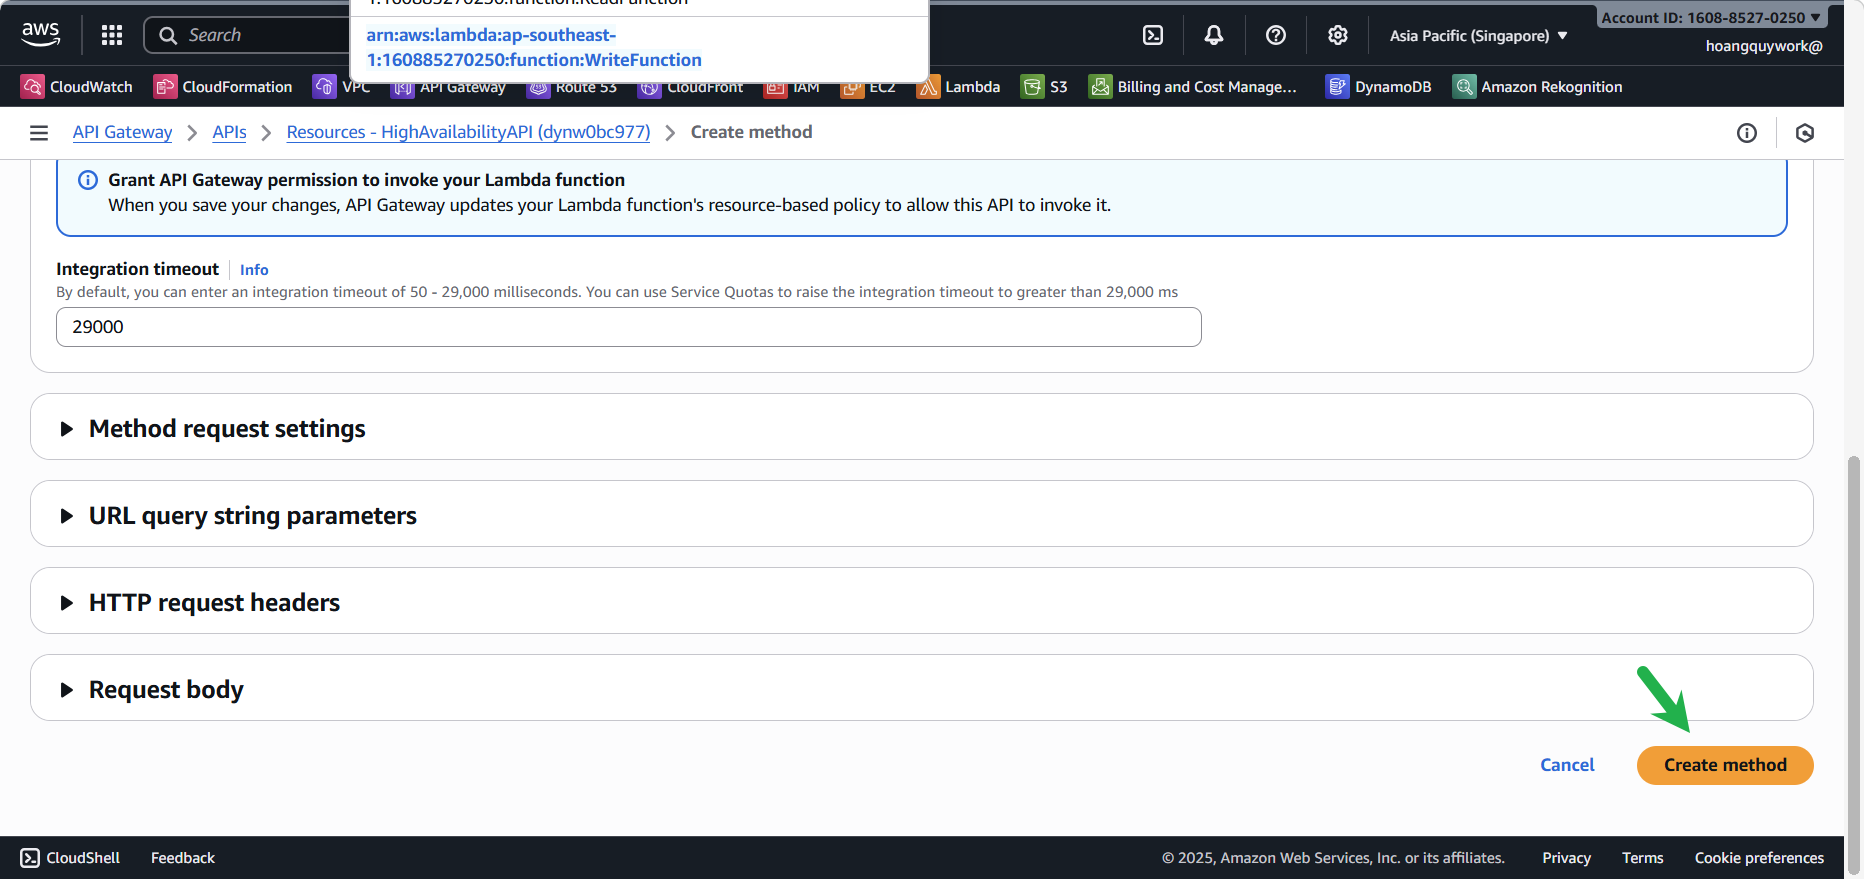 1:160885270250:function:ReadFunction
arn:aws:lambda:ap-southeast-
1:160885270250:function:WriteFunction
aws
Search
Account ID: 1608-8527-0250
Asia Pacific (Singapore)
hoangquywork@
CloudWatch
CloudFormation
VPC
API Gateway
Route 53
CloudFront
IAM
EC2
Lambda
S3
Billing and Cost Manage...
DynamoDB
Amazon Rekognition
API Gateway
APIs
Resources - HighAvailabilityAPI (dynw0bc977)
Create method
Grant API Gateway permission to invoke your Lambda function
When you save your changes, API Gateway updates your Lambda function's resource-based policy to allow this API to invoke it.
Integration timeout
Info
By default, you can enter an integration timeout of 50 - 29,000 milliseconds. You can use Service Quotas to raise the integration timeout to greater than 29,000 ms
29000
Method request settings
URL query string parameters
HTTP request headers
Request body
Cancel
Create method
CloudShell
Feedback
© 2025, Amazon Web Services, Inc. or its affiliates.
Privacy
Terms
Cookie preferences